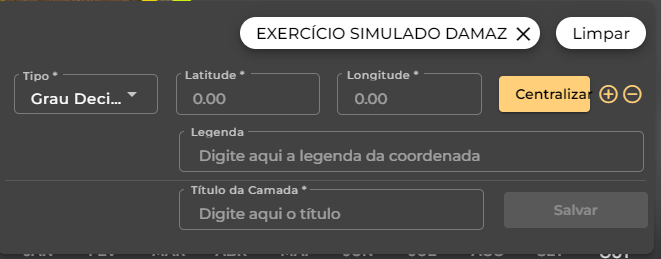 EXERCÍCIO SIMULADO DAMAZ Limpar
Tipo * Latitude * Longitude *
Grau Deci... 0.00 0.00 Centralizar
Legenda
Digite aqui a legenda da coordenada
Título da Camada *
Digite aqui o título Salvar